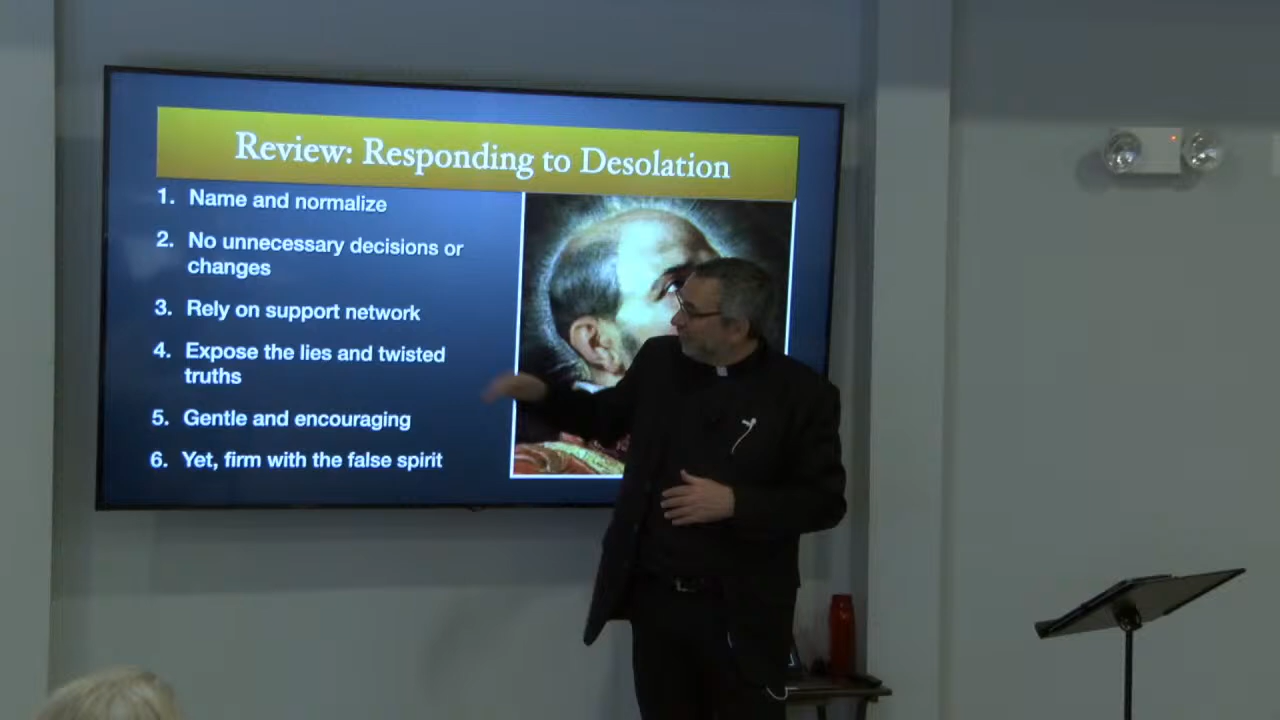 Review: Responding to Desolation
1. Name and normalize
2. No unnecessary decisions or
changes
3. Rely on support network
4. Expose the lies and twisted
truths
5. Gentle and encouraging
6. Yet, firm with the false spirit